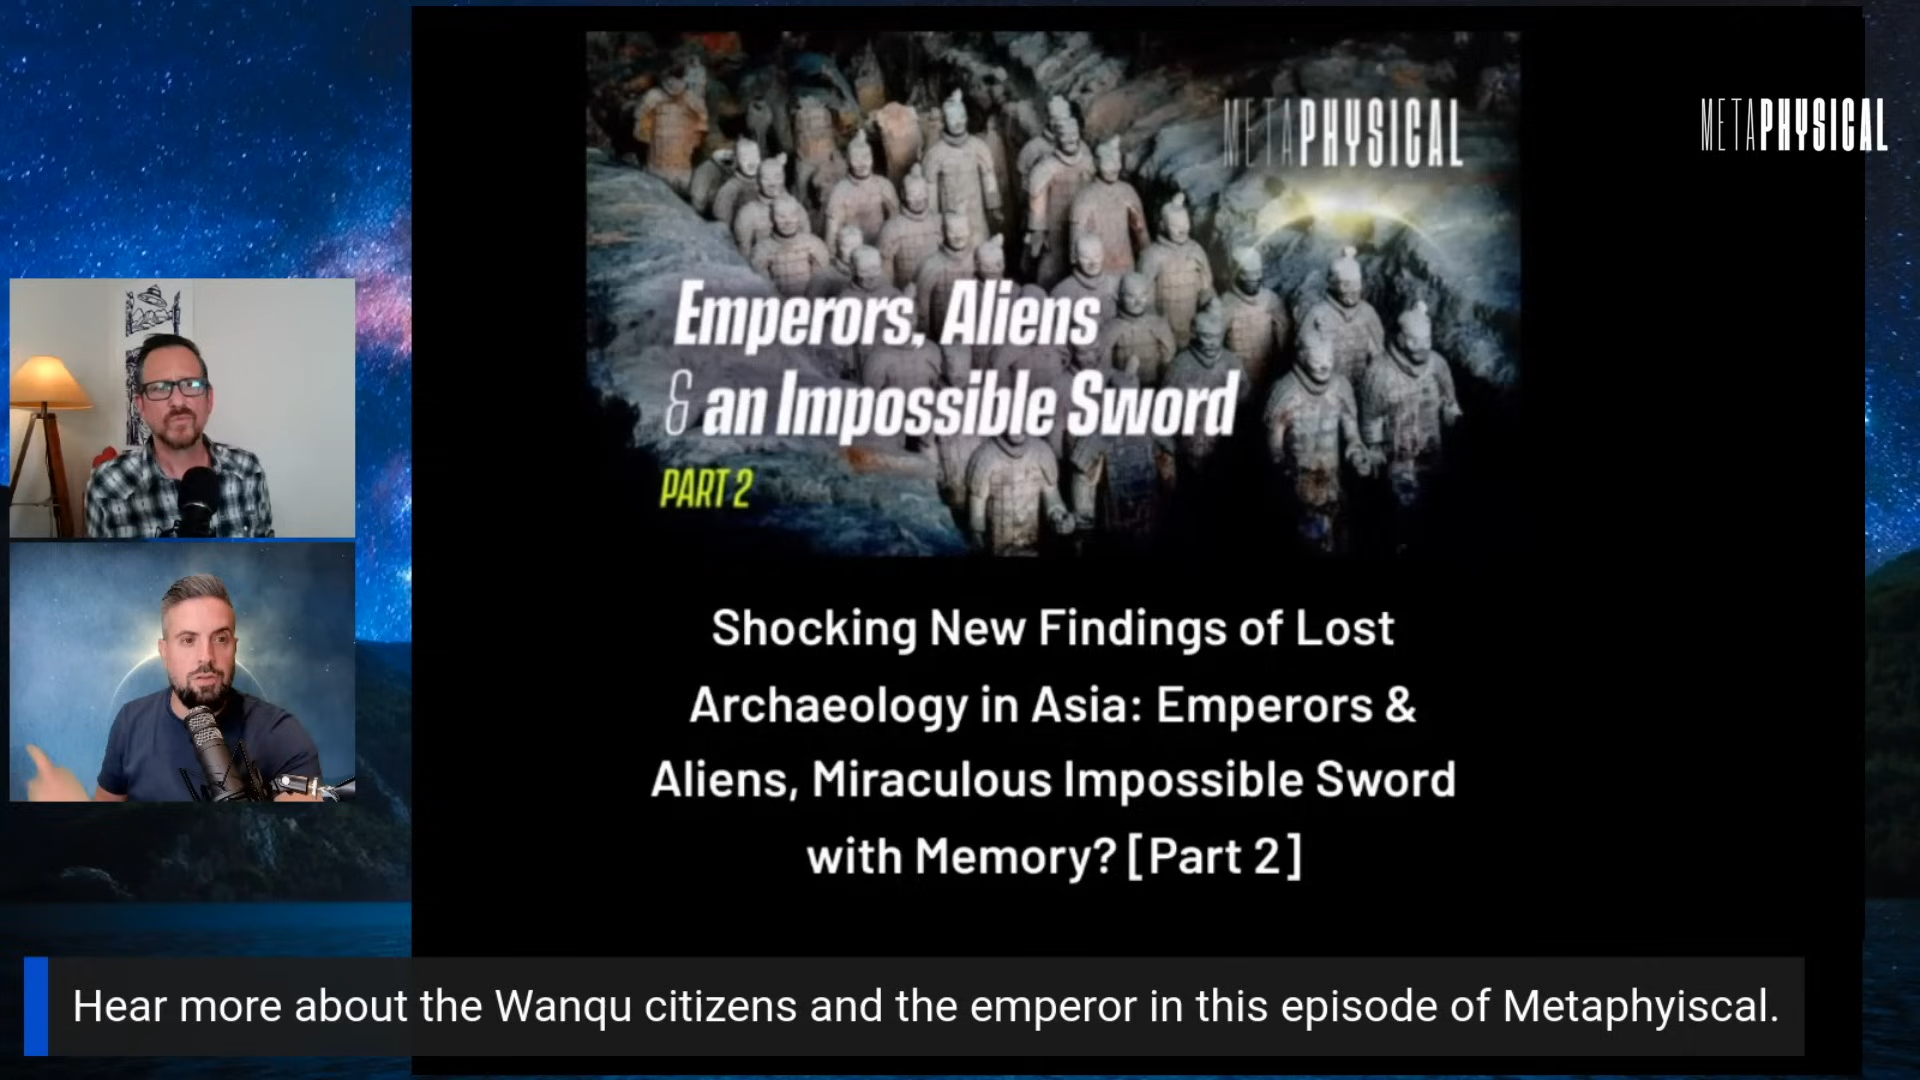 METAPHYSICAL
METAPHYSICAL
Emperors, Aliens
& an Impossible Sword
PART 2
Shocking New Findings of Lost
Archaeology in Asia: Emperors &
Aliens, Miraculous Impossible Sword
with Memory? [Part 2]
Hear more about the Wanqu citizens and the emperor in this episode of Metaphyiscal.